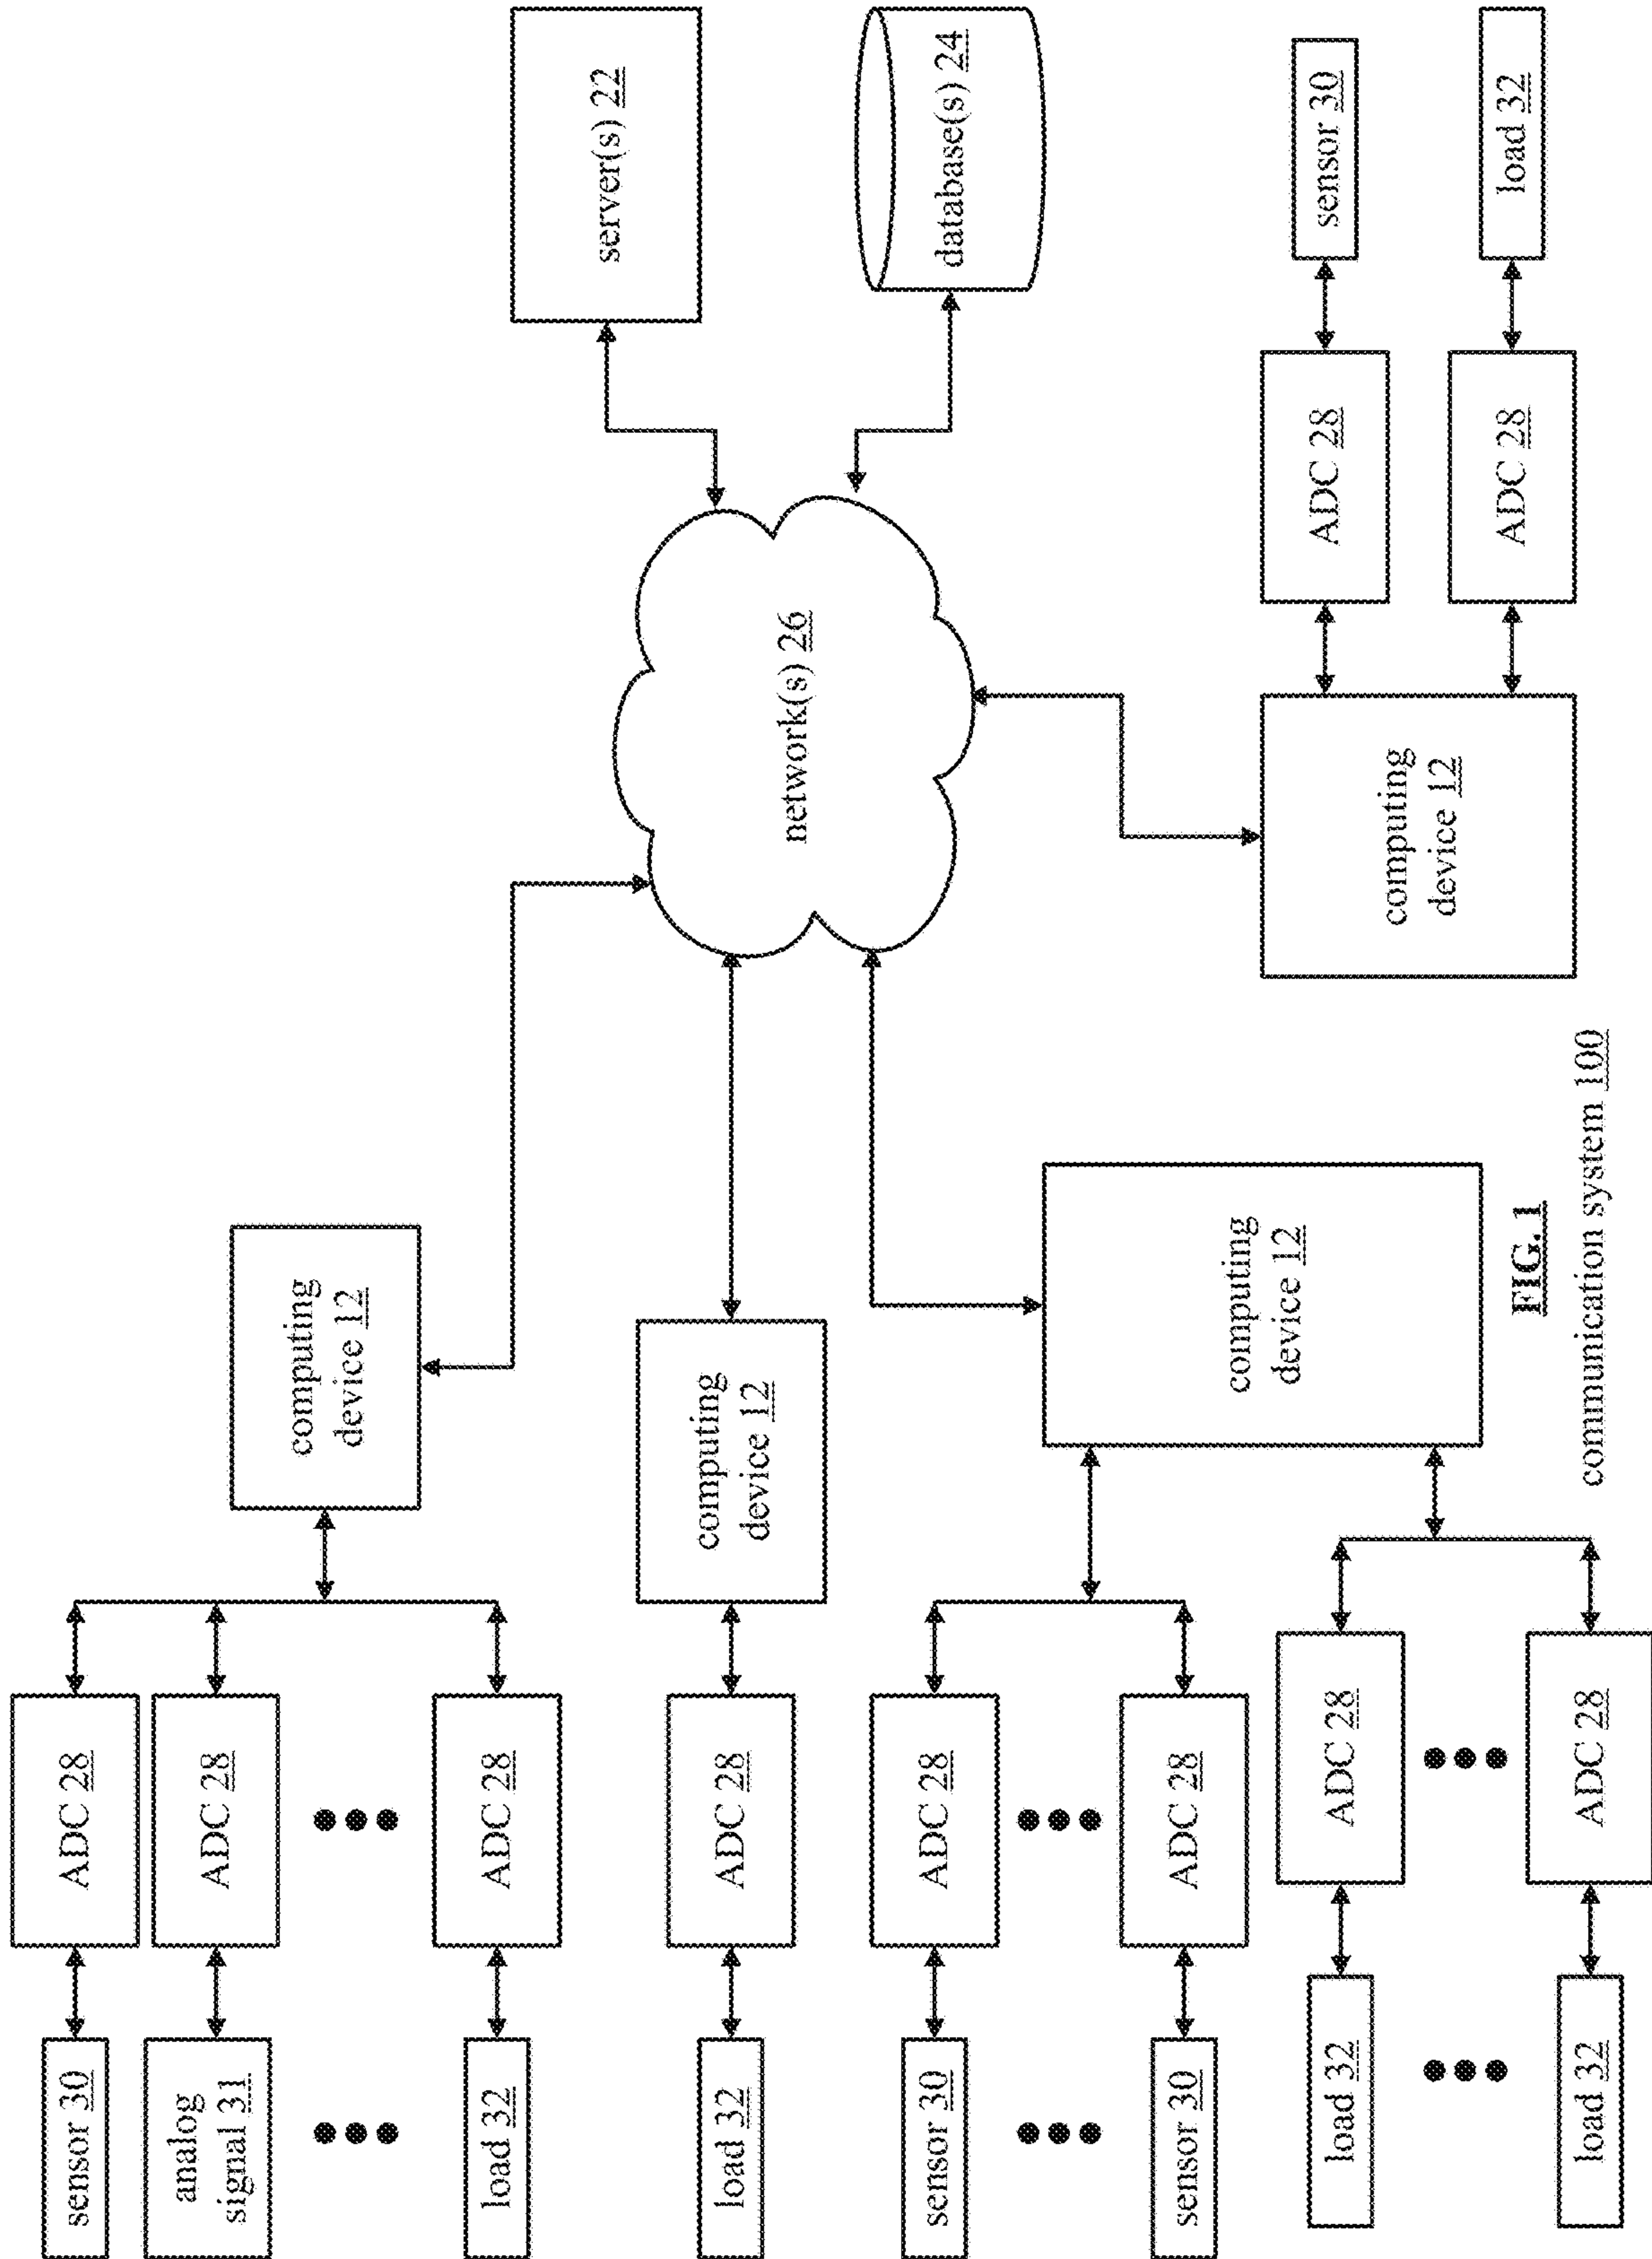 sensor 30
ADC 28
analog
signal 31
ADC 28
computing
device 12
load 32
ADC 28
server(s) 22
load 32
ADC 28
computing
device 12
network(s) 26
sensor 30
ADC 28
database(s) 24
sensor 30
ADC 28
computing
device 12
load 32
ADC 28
ADC 28
sensor 30
computing
device 12
ADC 28
load 32
load 32
ADC 28
FIG. 1
communication system 100